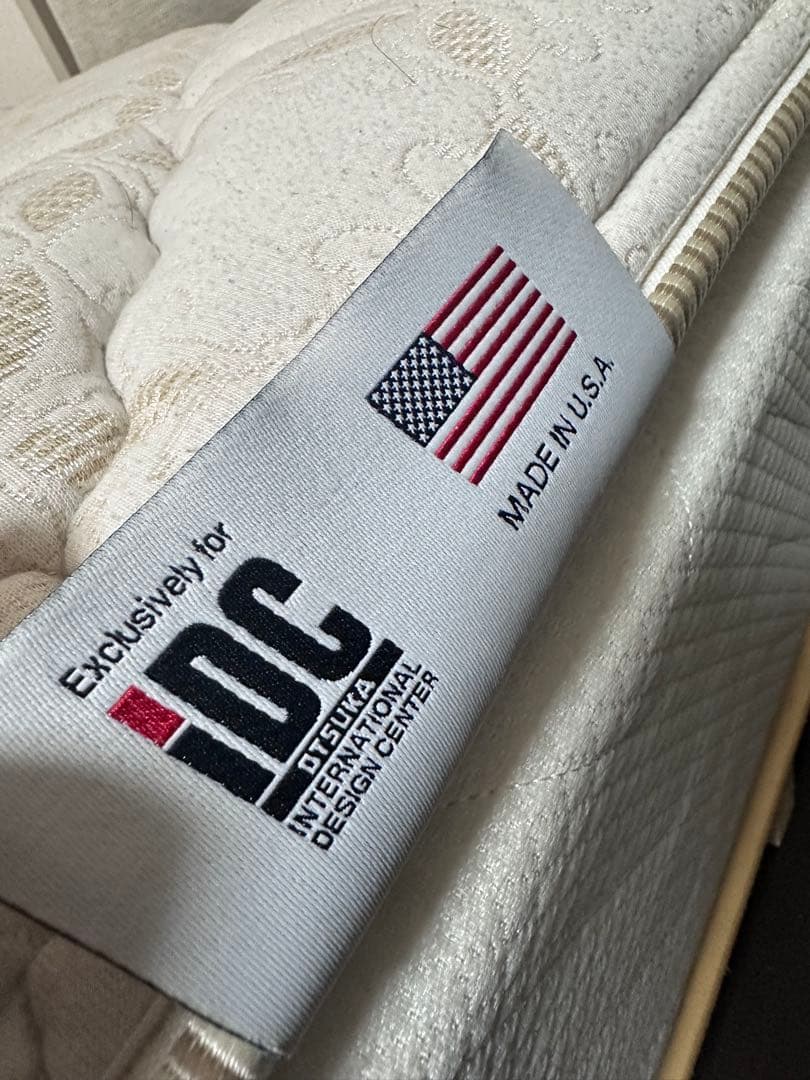 Exclusively for
iDC
OTSUKA
INTERNATIONAL
DESIGN CENTER
MADE IN U.S.A.